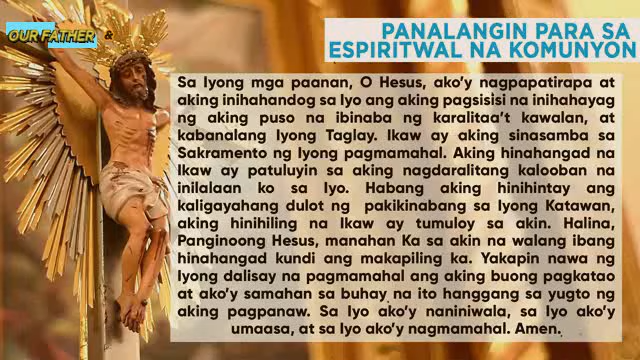 OUR FATHER &
PANALANGIN PARA SA
ESPIRITWAL NA KOMUNYON
Sa Iyong mga paanan, O Hesus, ako'y nagpapatirapa at
aking inihahandog sa Iyo ang aking pagsisisi na inihahayag
ng aking puso na ibinaba ng karalitaa't kawalan, at
kabanalang Iyong Taglay. Ikaw ay aking sinasamba sa
Sakramento ng Iyong pagmamahal. Aking hinahangad na
Ikaw ay patuluyin sa aking nagdaralitang kalooban na
inilalaan ko sa Iyo. Habang aking hinihintay ang
kaligayahang dulot ng pakikinabang sa Iyong Katawan,
aking hinihiling na Ikaw ay tumuloy sa akin. Halina,
Panginoong Hesus, manahan Ka sa akin na walang ibang
hinahangad kundi ang makapiling ka. Yakapin nawa ng
Iyong dalisay na pagmamahal ang aking buong pagkatao
at ako'y samahan sa buhay na ito hanggang sa yugto ng
aking pagpanaw. Sa Iyo ako'y naniniwala, sa Iyo ako'y
umaasa, at sa Iyo ako'y nagmamahal. Amen.